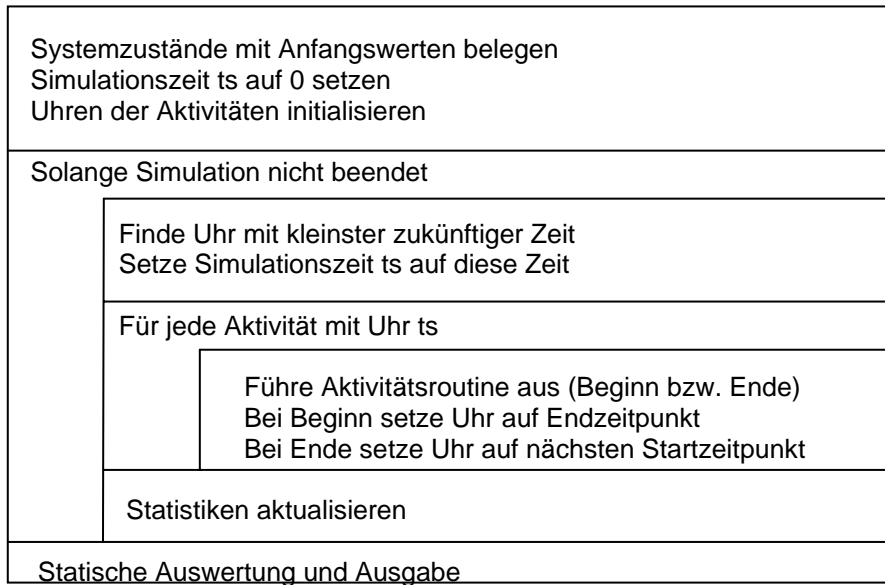 Systemzustände mit Anfangswerten belegen
Simulationszeit ts auf 0 setzen
Uhren der Aktivitäten initialisieren
Solange Simulation nicht beendet
Finde Uhr mit kleinster zukünftiger Zeit
Setze Simulationszeit ts auf diese Zeit
Für jede Aktivität mit Uhr ts
Führe Aktivitätsroutine aus (Beginn bzw. Ende)
Bei Beginn setze Uhr auf Endzeitpunkt
Bei Ende setze Uhr auf nächsten Startzeitpunkt
Statistiken aktualisieren
Statische Auswertung und Ausgabe